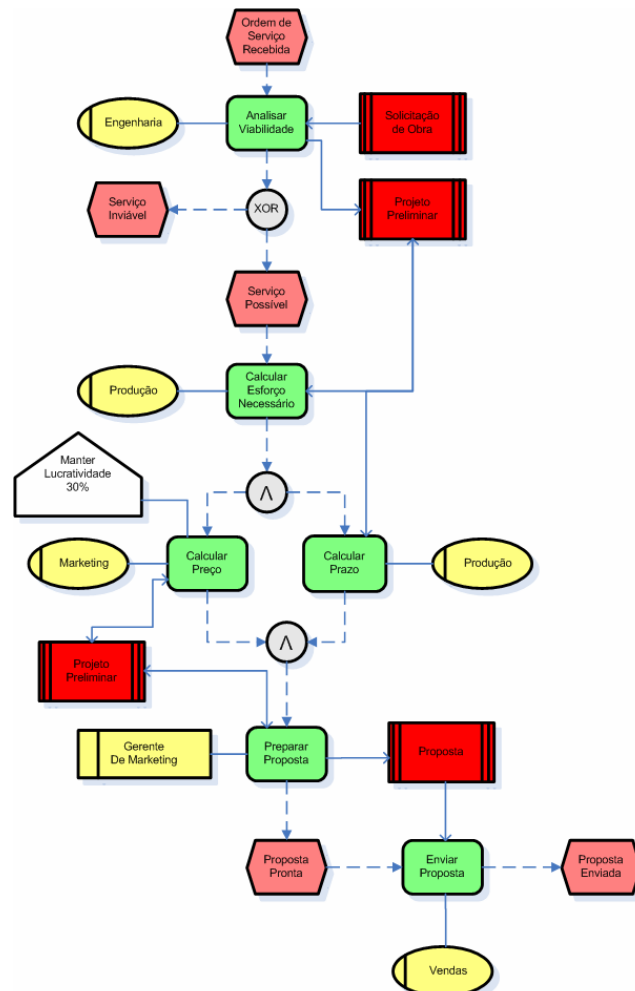 Ordem de
Serviço
Recebida
Engenharia
Analisar
Viabilidade
Solicitação
de Obra
Serviço
Inviável
XOR
Projeto
Preliminar
Serviço
Possível
Produção
Calcular
Esforço
Necessário
Manter
Lucratividade
30%
Λ
Marketing
Calcular
Preço
Calcular
Prazo
Produção
Λ
Projeto
Preliminar
Gerente
De Marketing
Preparar
Proposta
Proposta
Proposta
Pronta
Enviar
Proposta
Proposta
Enviada
Vendas